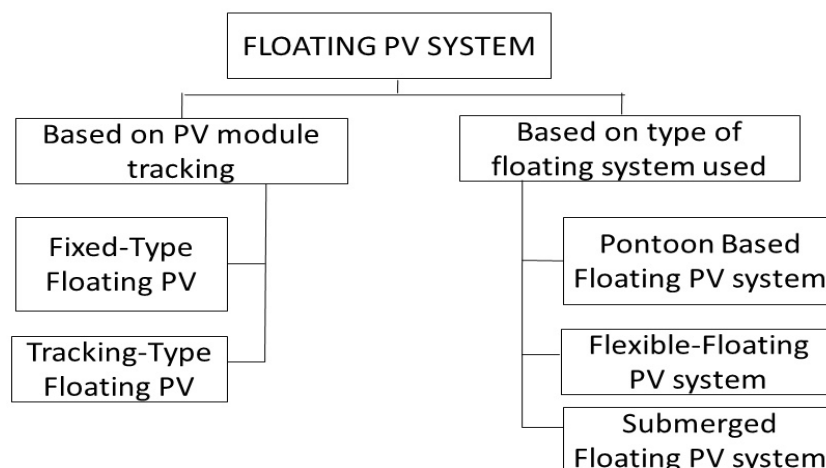 FLOATING PV SYSTEM
Based on PV module
tracking
Based on type of
floating system used
Fixed-Type
Floating PV
Tracking-Type
Floating PV
Pontoon Based
Floating PV system
Flexible-Floating
PV system
Submerged
Floating PV system